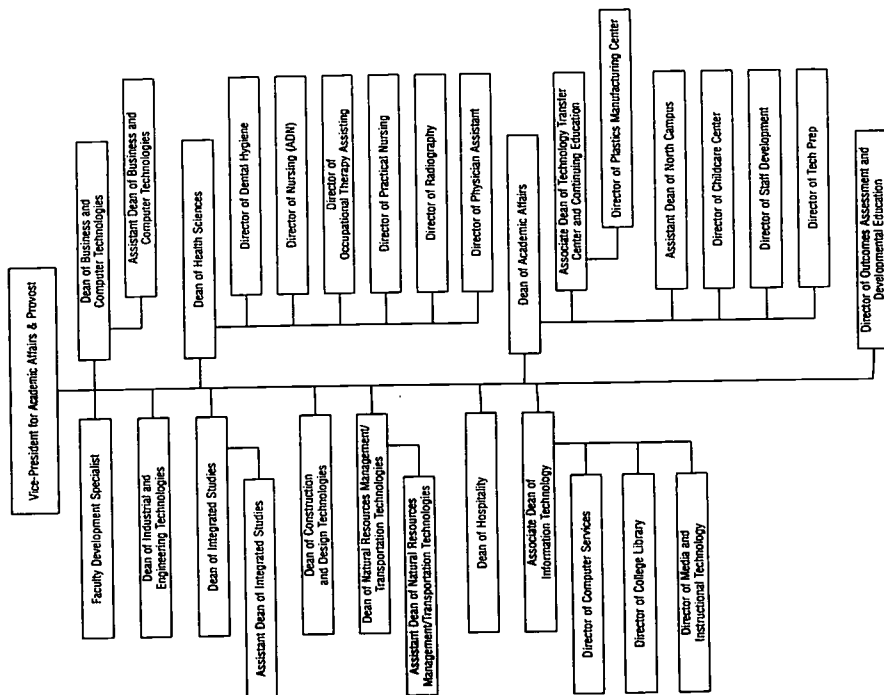 Vice-President for Academic Affairs & Provost
Faculty Development Specialist
Dean of Industrial and
Engineering Technologies
Dean of Integrated Studies
Assistant Dean of Integrated Studies
Dean of Construction
and Design Technologies
Dean of Natural Resources Management/
Transportation Technologies
Assistant Dean of Natural Resources
Management/Transportation Technologies
Dean of Hospitality
Associate Dean of
Information Technology
Director of Computer Services
Director of College Library
Director of Media and
Instructional Technology
Dean of Business and
Computer Technologies
Assistant Dean of Business and
Computer Technologies
Dean of Health Sciences
Director of Dental Hygiene
Director of Nursing (ADN)
Director of
Occupational Therapy Assisting
Director of Practical Nursing
Director of Radiography
Director of Physician Assistant
Dean of Academic Affairs
Associate Dean of Technology Transfer
Center and Continuing Education
Director of Plastics Manufacturing Center
Assistant Dean of North Campus
Director of Childcare Center
Director of Staff Development
Director of Tech Prep
Director of Outcomes Assessment and
Developmental Education